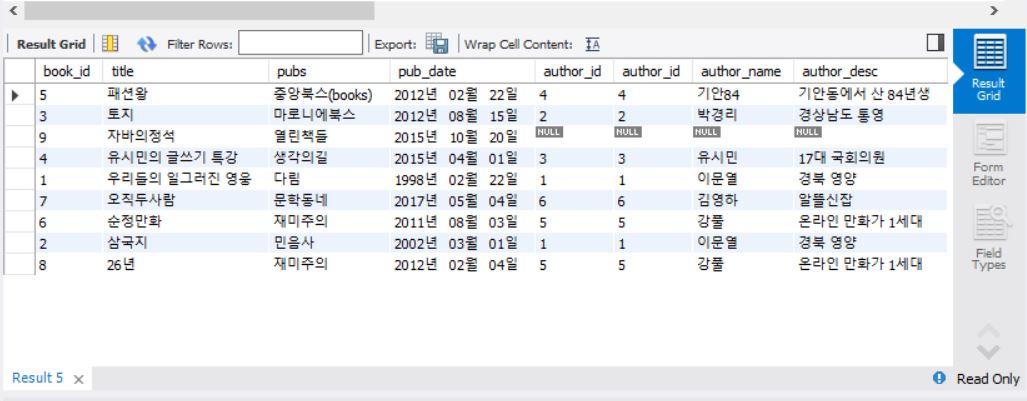 Result Grid Filter Rows: Export: Wrap Cell Content: IA
book_id title pubs pub_date author_id author_id author_name author_desc
5 패션왕 중앙북스(books) 2012년 02월 22일 4 4 기안84 기안동에서 산 84년생
3 토지 마로니에북스 2012년 08월 15일 2 2 박경리 경상남도 통영
9 자바의정석 열린책들 2015년 10월 20일 NULL NULL NULL NULL
4 유시민의 글쓰기 특강 생각의길 2015년 04월 01일 3 3 유시민 17대 국회의원
1 우리들의 일그러진 영웅 다림 1998년 02월 22일 1 1 이문열 경북 영양
7 오직두사람 문학동네 2017년 05월 04일 6 6 김영하 알뜰신잡
6 순정만화 재미주의 2011년 08월 03일 5 5 강풀 온라인 만화가 1세대
2 삼국지 민음사 2002년 03월 01일 1 1 이문열 경북 영양
8 26년 재미주의 2012년 02월 04일 5 5 강풀 온라인 만화가 1세대
Result
Grid
Form
Editor
Field
Types
Result 5 Read Only